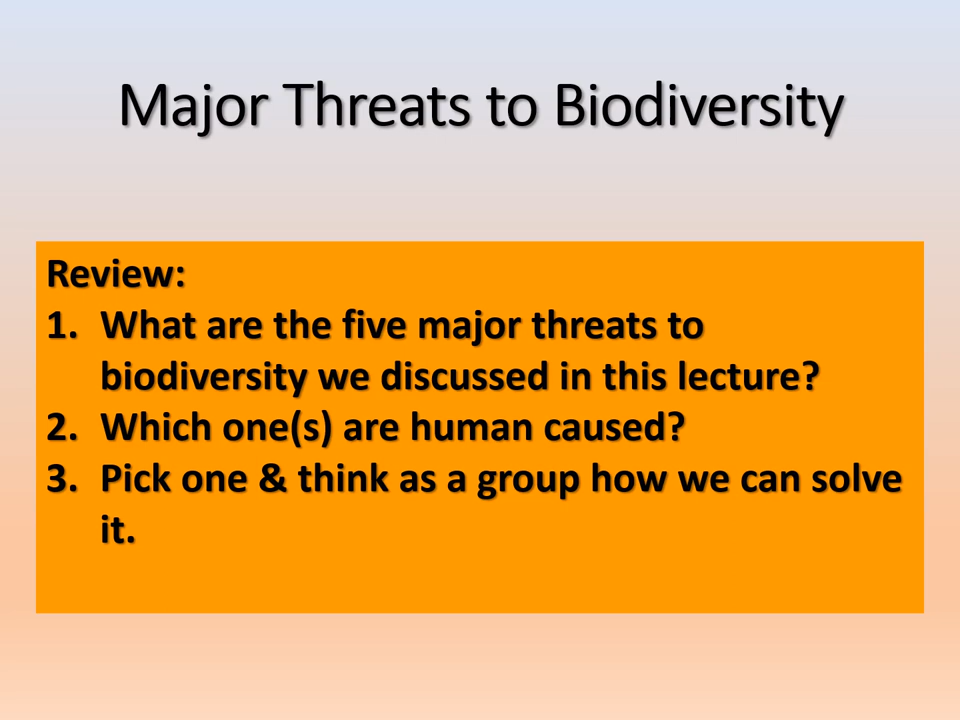 Major Threats to Biodiversity
Review:
1. What are the five major threats to
biodiversity we discussed in this lecture?
2. Which one(s) are human caused?
3. Pick one & think as a group how we can solve
it.